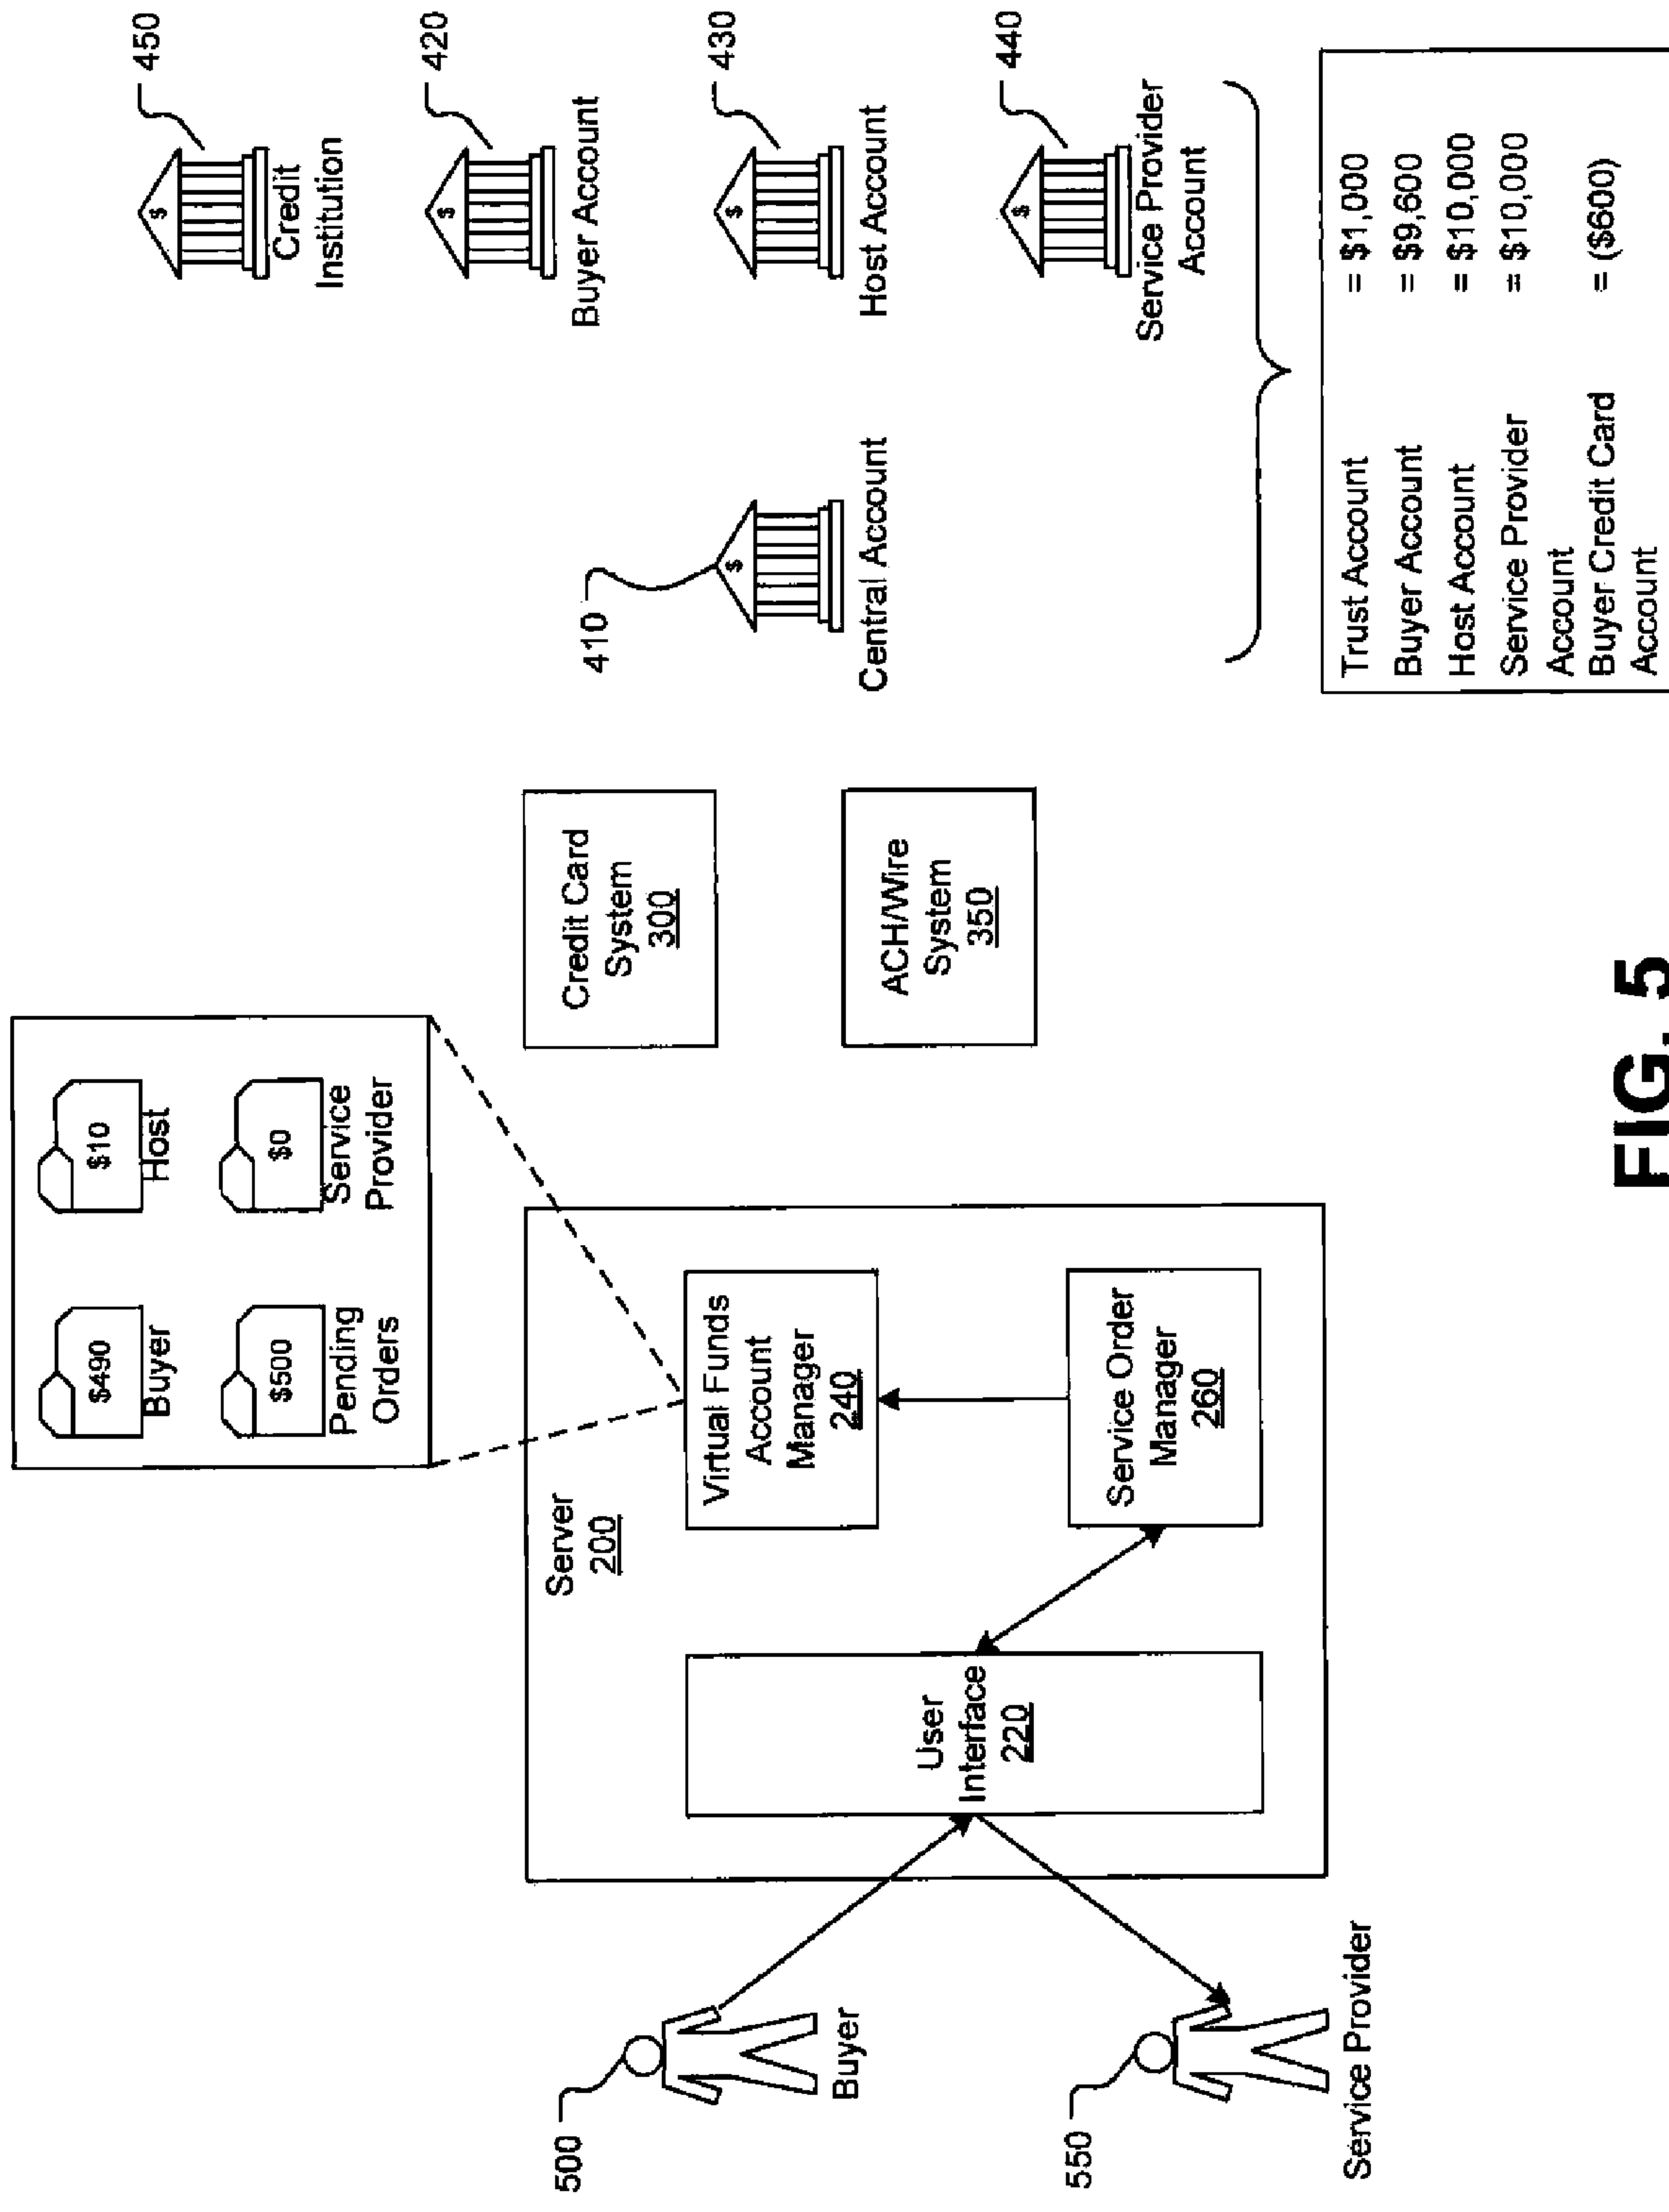 $490
Buyer
$10
Host
$500
Pending
Orders
$0
Service
Provider
500
Buyer
550
Service Provider
Server
200
User
Interface
220
Virtual Funds
Account
Manager
240
Service Order
Manager
260
Credit Card
System
300
ACH/Wire
System
350
410
$
Central Account
450
$
Credit
Institution
420
$
Buyer Account
430
$
Host Account
440
$
Service Provider
Account
Trust Account = $1,000
Buyer Account = $9,600
Host Account = $10,000
Service Provider = $10,000
Account
Buyer Credit Card = ($600)
Account
FIG. 5